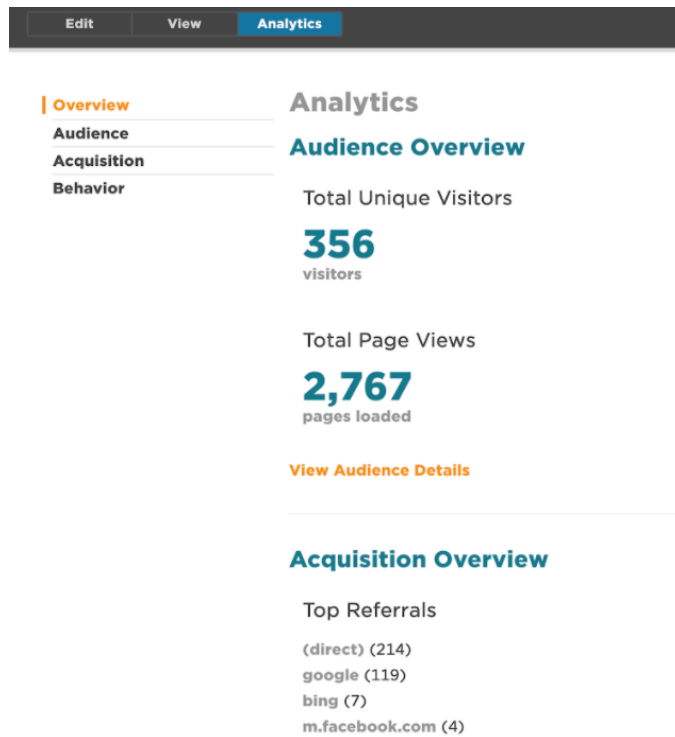 Edit View Analytics
Overview
Audience
Acquisition
Behavior
Analytics
Audience Overview
Total Unique Visitors
356
visitors
Total Page Views
2,767
pages loaded
View Audience Details
Acquisition Overview
Top Referrals
(direct) (214)
google (119)
bing (7)
m.facebook.com (4)